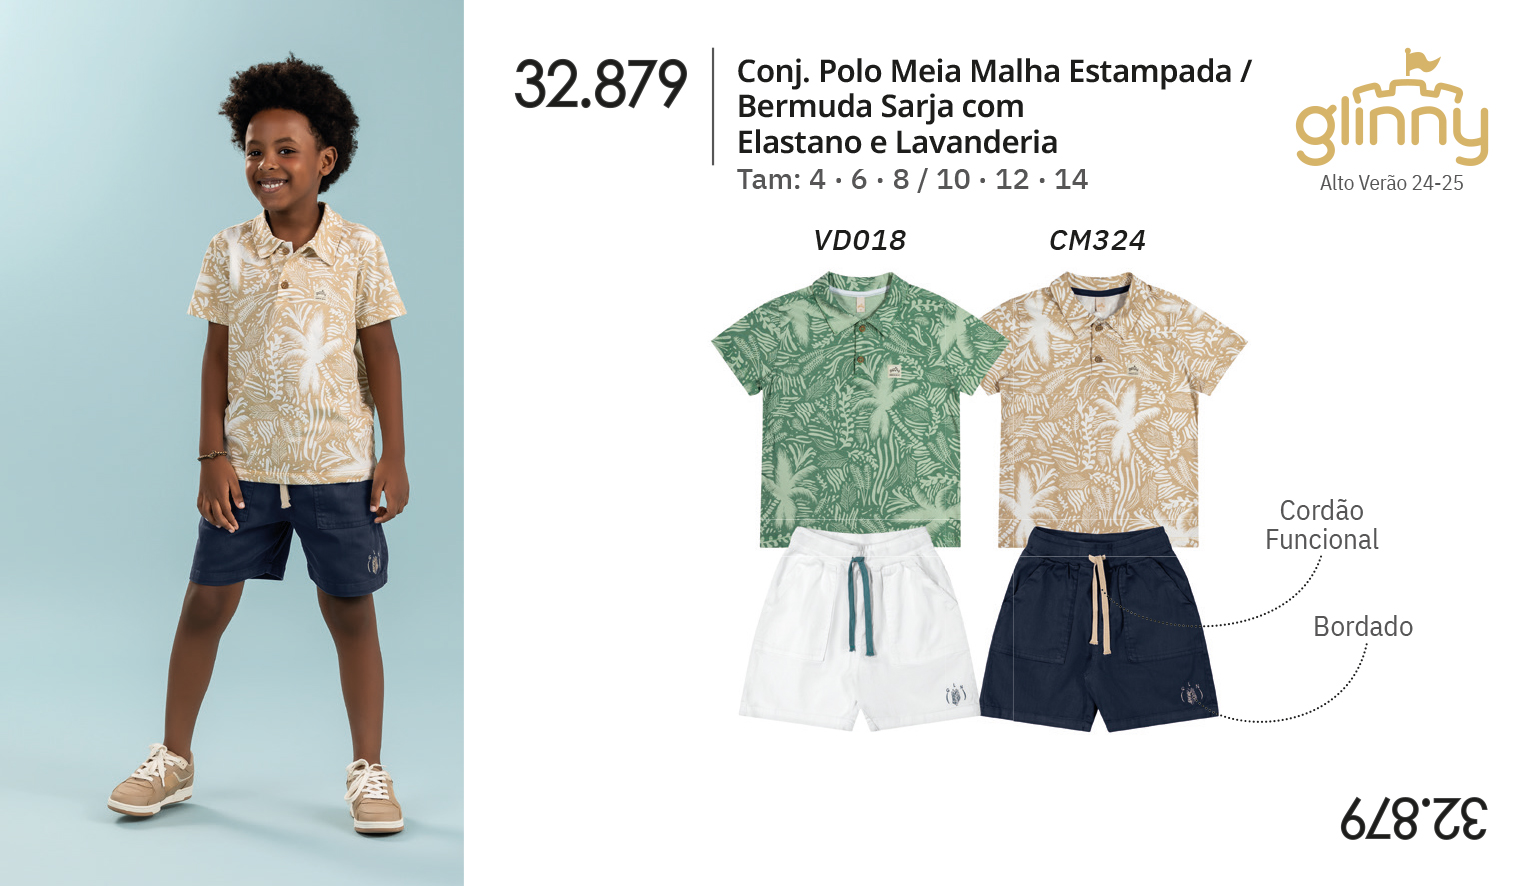 32.879
Conj. Polo Meia Malha Estampada /
Bermuda Sarja com
Elastano e Lavanderia
Tam: 4 · 6 · 8 / 10 · 12 · 14
glinny
Alto Verão 24-25
VD018
CM324
Cordão
Funcional
Bordado
32.879